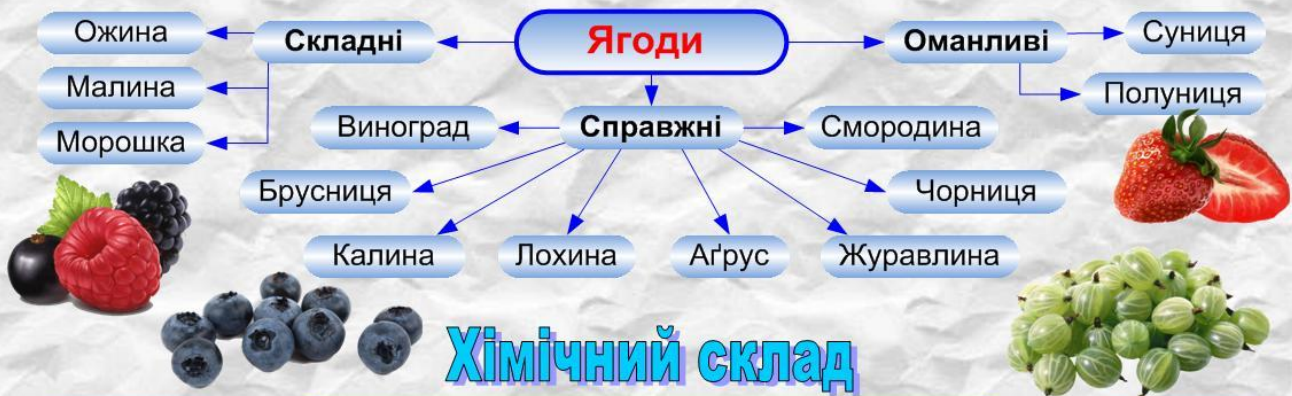 Ягоди
Складні
Ожина
Малина
Морошка
Справжні
Виноград
Брусниця
Калина
Лохина
Аґрус
Журавлина
Чорниця
Смородина
Оманливі
Суниця
Полуниця
Хімічний склад